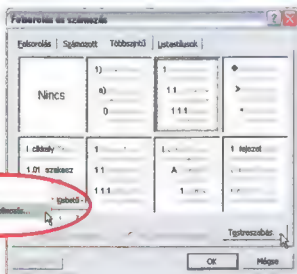 Felsorolás és számozás
Felsorolás Számozott Többszintű Listastílusok
Nincs
1)
a)
i)
1
1.1
1.1.1
I. cikkely
1.01 szakasz
1
1.1
1.1.1
I.
A
1
1 fejezet
Testreszabás
OK Mégse